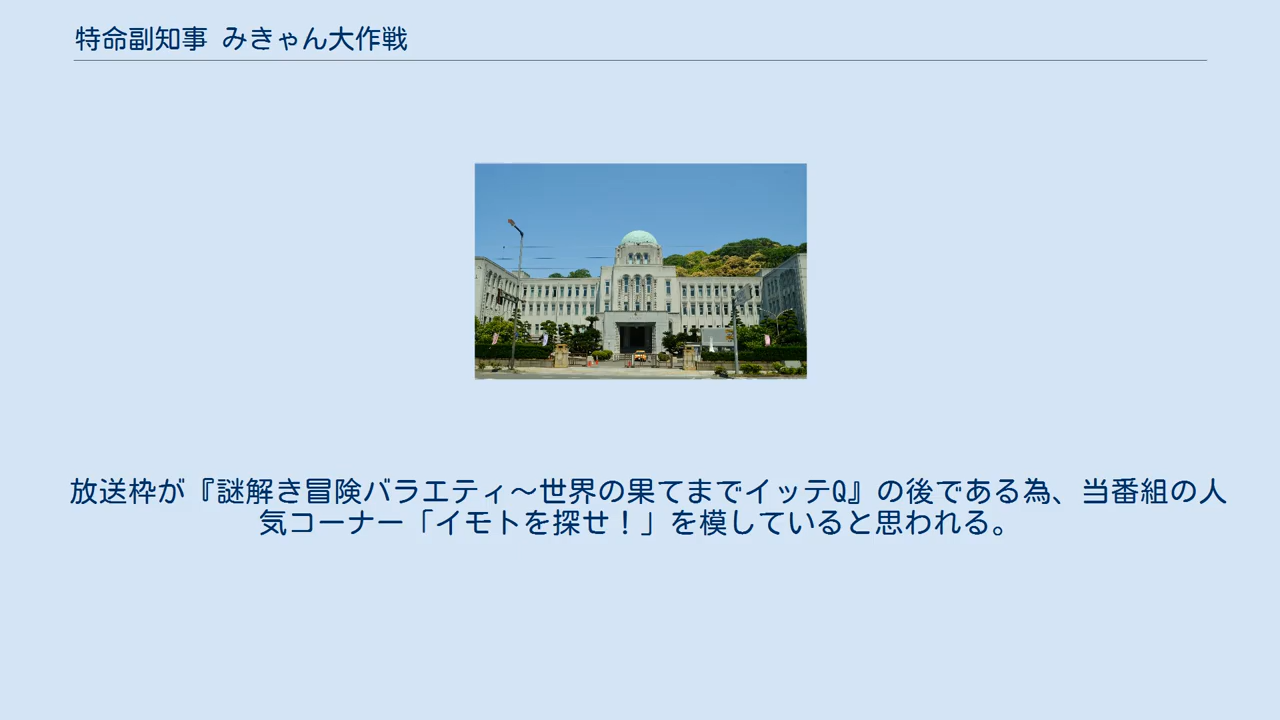 特命副知事 みきゃん大作戦
放送枠が『謎解き冒険バラエティ～世界の果てまでイッテQ』の後である為、当番組の人
気コーナー「イモトを探せ！」を模していると思われる。